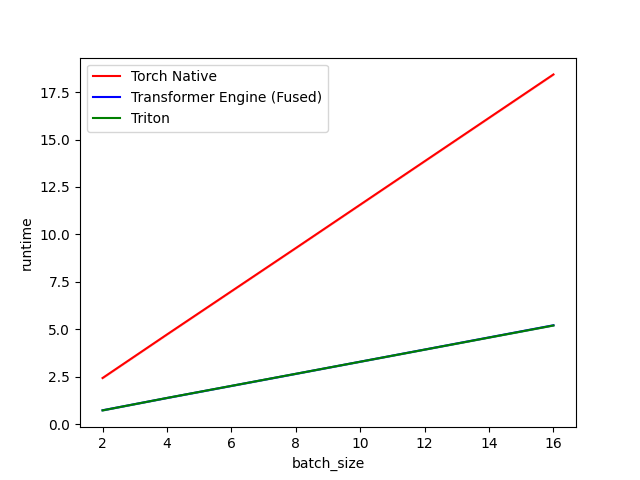 Torch Native
Transformer Engine (Fused)
Triton
17.5
15.0
12.5
10.0
7.5
5.0
2.5
0.0
runtime
2 4 6 8 10 12 14 16
batch_size